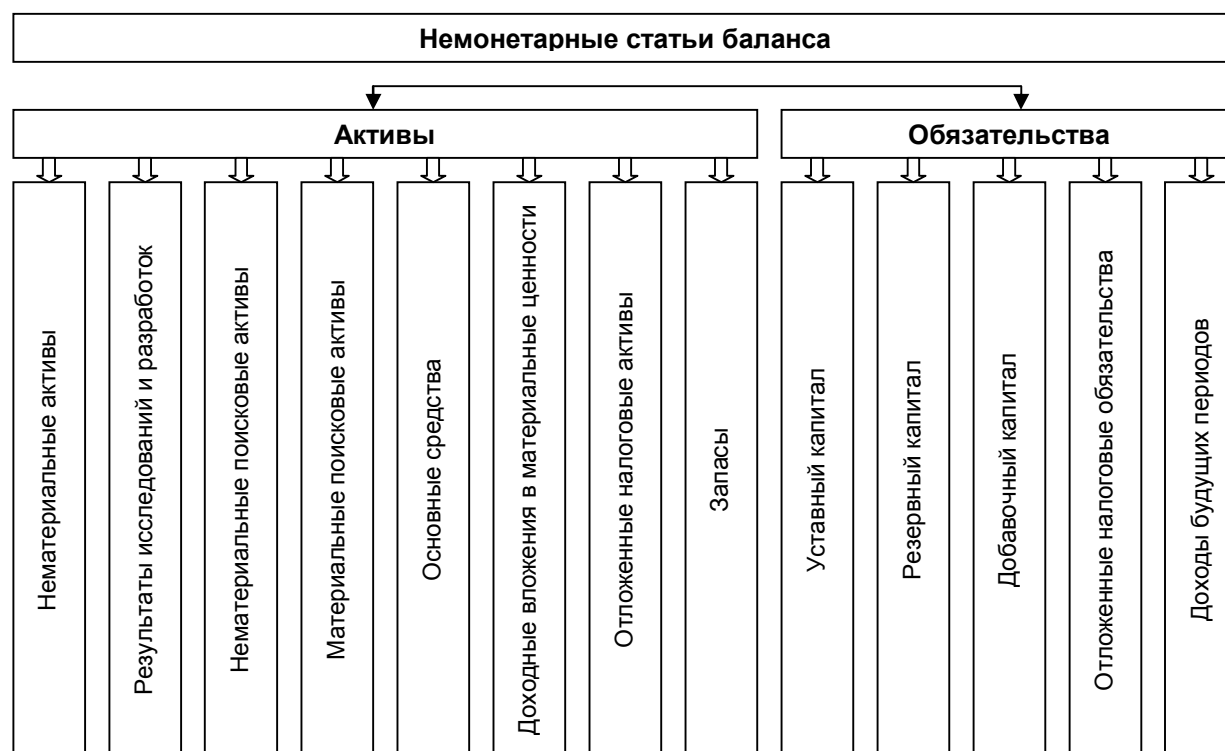 Немонетарные статьи баланса
Активы
Обязательства
Нематериальные активы
Результаты исследований и разработок
Нематериальные поисковые активы
Материальные поисковые активы
Основные средства
Доходные вложения в материальные ценности
Отложенные налоговые активы
Запасы
Уставный капитал
Резервный капитал
Добавочный капитал
Отложенные налоговые обязательства
Доходы будущих периодов